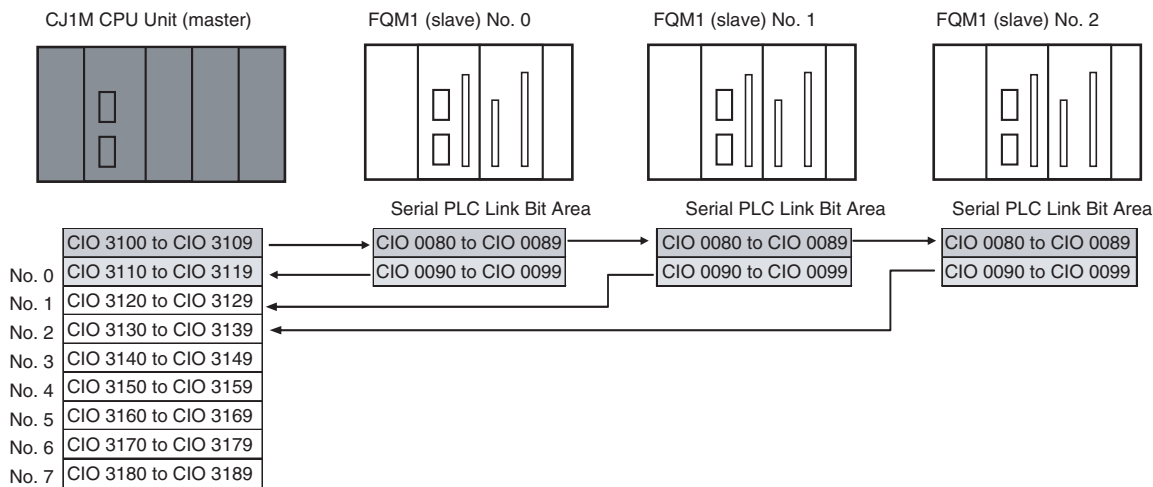 CJ1M CPU Unit (master)
FQM1 (slave) No. 0
FQM1 (slave) No. 1
FQM1 (slave) No. 2
Serial PLC Link Bit Area
Serial PLC Link Bit Area
Serial PLC Link Bit Area
CIO 3100 to CIO 3109
CIO 0080 to CIO 0089
CIO 0080 to CIO 0089
CIO 0080 to CIO 0089
No. 0 CIO 3110 to CIO 3119
CIO 0090 to CIO 0099
CIO 0090 to CIO 0099
CIO 0090 to CIO 0099
No. 1 CIO 3120 to CIO 3129
No. 2 CIO 3130 to CIO 3139
No. 3 CIO 3140 to CIO 3149
No. 4 CIO 3150 to CIO 3159
No. 5 CIO 3160 to CIO 3169
No. 6 CIO 3170 to CIO 3179
No. 7 CIO 3180 to CIO 3189